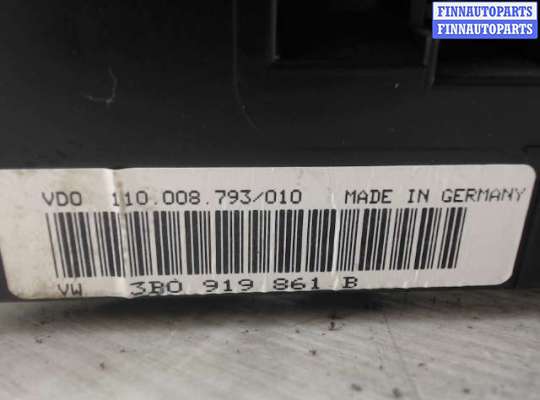 FINNAUTOPARTS
FINNAUTOPARTS
VDO 110.008.793/010 MADE IN GERMANY
VW 3B0 919 861 B